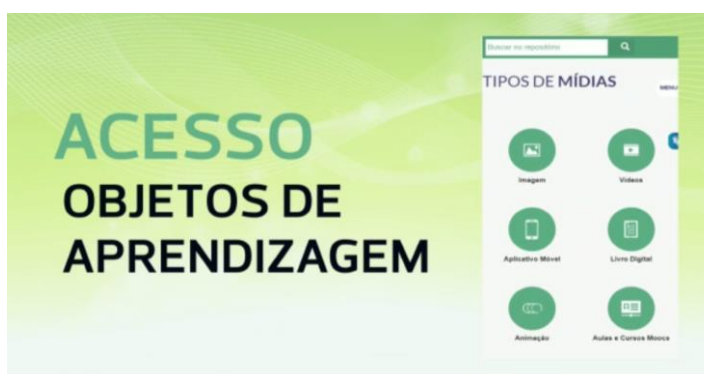 ACESSO
OBJETOS DE
APRENDIZAGEM
Buscar no repositório
TIPOS DE MÍDIAS
MENU
Imagem
Vídeos
Aplicativo Móvel
Livro Digital
Animação
Aulas e Cursos Moocs